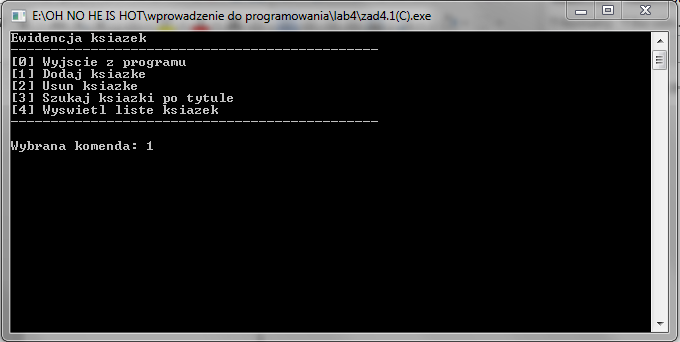 E:\OH NO HE IS HOT\wprowadzenie do programowania\lab4\zad4.1(C).exe
Ewidencja ksiazek
-----------------------------------------------
[0] Wyjscie z programu
[1] Dodaj ksiazke
[2] Usun ksiazke
[3] Szukaj ksiazki po tytule
[4] Wyswietl liste ksiazek
-----------------------------------------------
Wybrana komenda: 1